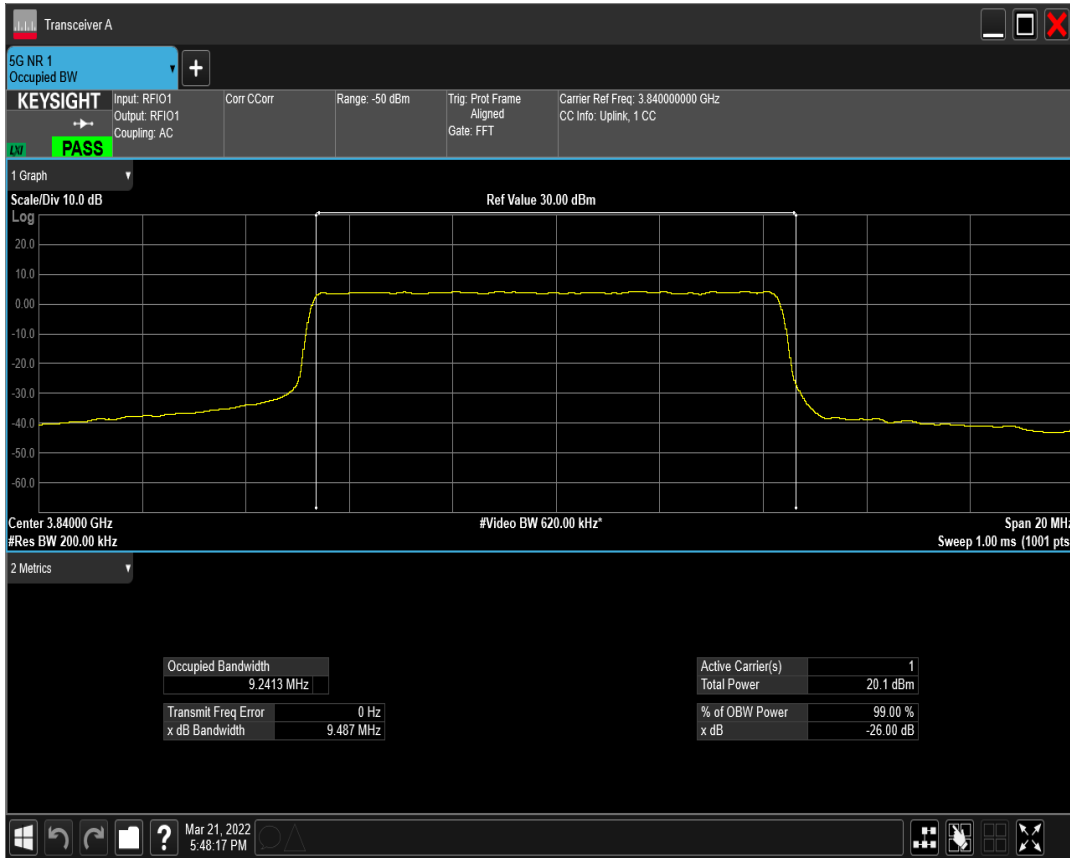 Transceiver A
5G NR 1
Occupied BW
+
KEYSIGHT
LXI
PASS
Input: RFIO1
Output: RFIO1
Coupling: AC
Corr CCorr
Range: -50 dBm
Trig: Prot Frame
Aligned
Gate: FFT
Carrier Ref Freq: 3.840000000 GHz
CC Info: Uplink, 1 CC
1 Graph
Scale/Div 10.0 dB
Ref Value 30.00 dBm
Log
20.0
10.0
0.00
-10.0
-20.0
-30.0
-40.0
-50.0
-60.0
Center 3.84000 GHz
#Video BW 620.00 kHz*
Span 20 MHz
#Res BW 200.00 kHz
Sweep 1.00 ms (1001 pts
2 Metrics
Occupied Bandwidth
9.2413 MHz
Transmit Freq Error 0 Hz
x dB Bandwidth 9.487 MHz
Active Carrier(s) 1
Total Power 20.1 dBm
% of OBW Power 99.00 %
x dB -26.00 dB
?
Mar 21, 2022
5:48:17 PM